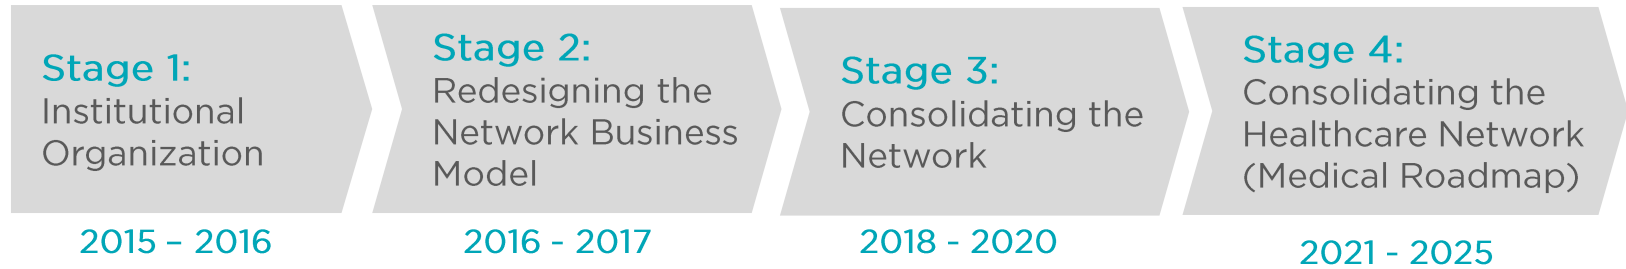 Stage 1:
Institutional
Organization
2015 – 2016
Stage 2:
Redesigning the
Network Business
Model
2016 - 2017
Stage 3:
Consolidating the
Network
2018 - 2020
Stage 4:
Consolidating the
Healthcare Network
(Medical Roadmap)
2021 - 2025